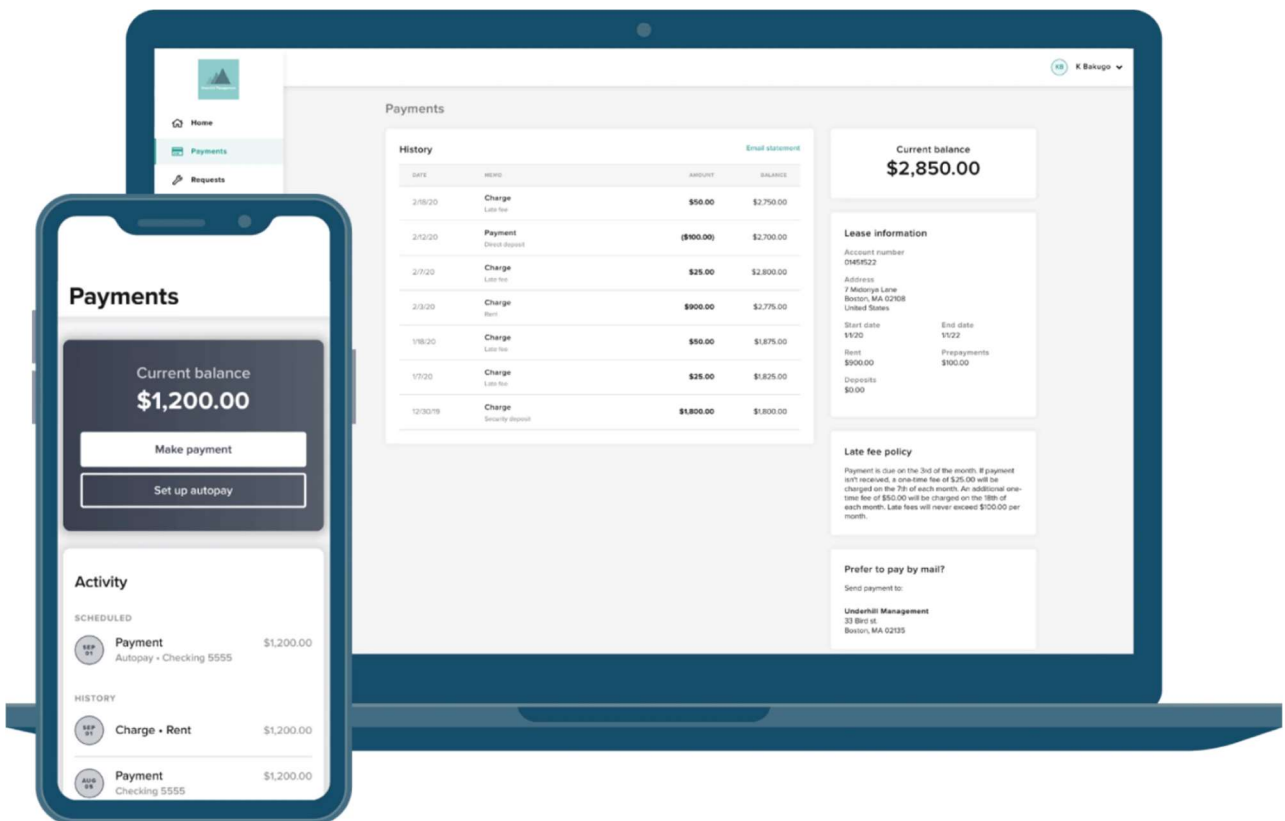 KB K Bakugo
Home
Payments
Requests
Payments
History Email statement
DATE MEMO AMOUNT BALANCE
2/18/20 Charge $50.00 $2,750.00
Late fee
2/12/20 Payment ($100.00) $2,700.00
Direct deposit
2/7/20 Charge $25.00 $2,800.00
Late fee
2/3/20 Charge $900.00 $2,775.00
Rent
1/18/20 Charge $50.00 $1,875.00
Late fee
1/7/20 Charge $25.00 $1,825.00
Late fee
12/30/19 Charge $1,800.00 $1,800.00
Security deposit
Current balance
$2,850.00
Lease information
Account number
01451522
Address
7 Midoriya Lane
Boston, MA 02108
United States
Start date End date
1/1/20 1/1/22
Rent Prepayments
$900.00 $100.00
Deposits
$0.00
Late fee policy
Payment is due on the 3rd of the month. If payment
isn't received, a one-time fee of $25.00 will be
charged on the 7th of each month. An additional one-
time fee of $50.00 will be charged on the 18th of
each month. Late fees will never exceed $100.00 per
month.
Prefer to pay by mail?
Send payment to:
Underhill Management
33 Bird st.
Boston, MA 02135
Payments
Current balance
$1,200.00
Make payment
Set up autopay
Activity
SCHEDULED
SEP 01 Payment $1,200.00
Autopay • Checking 5555
HISTORY
SEP 01 Charge • Rent $1,200.00
AUG Payment $1,200.00
Checking 5555